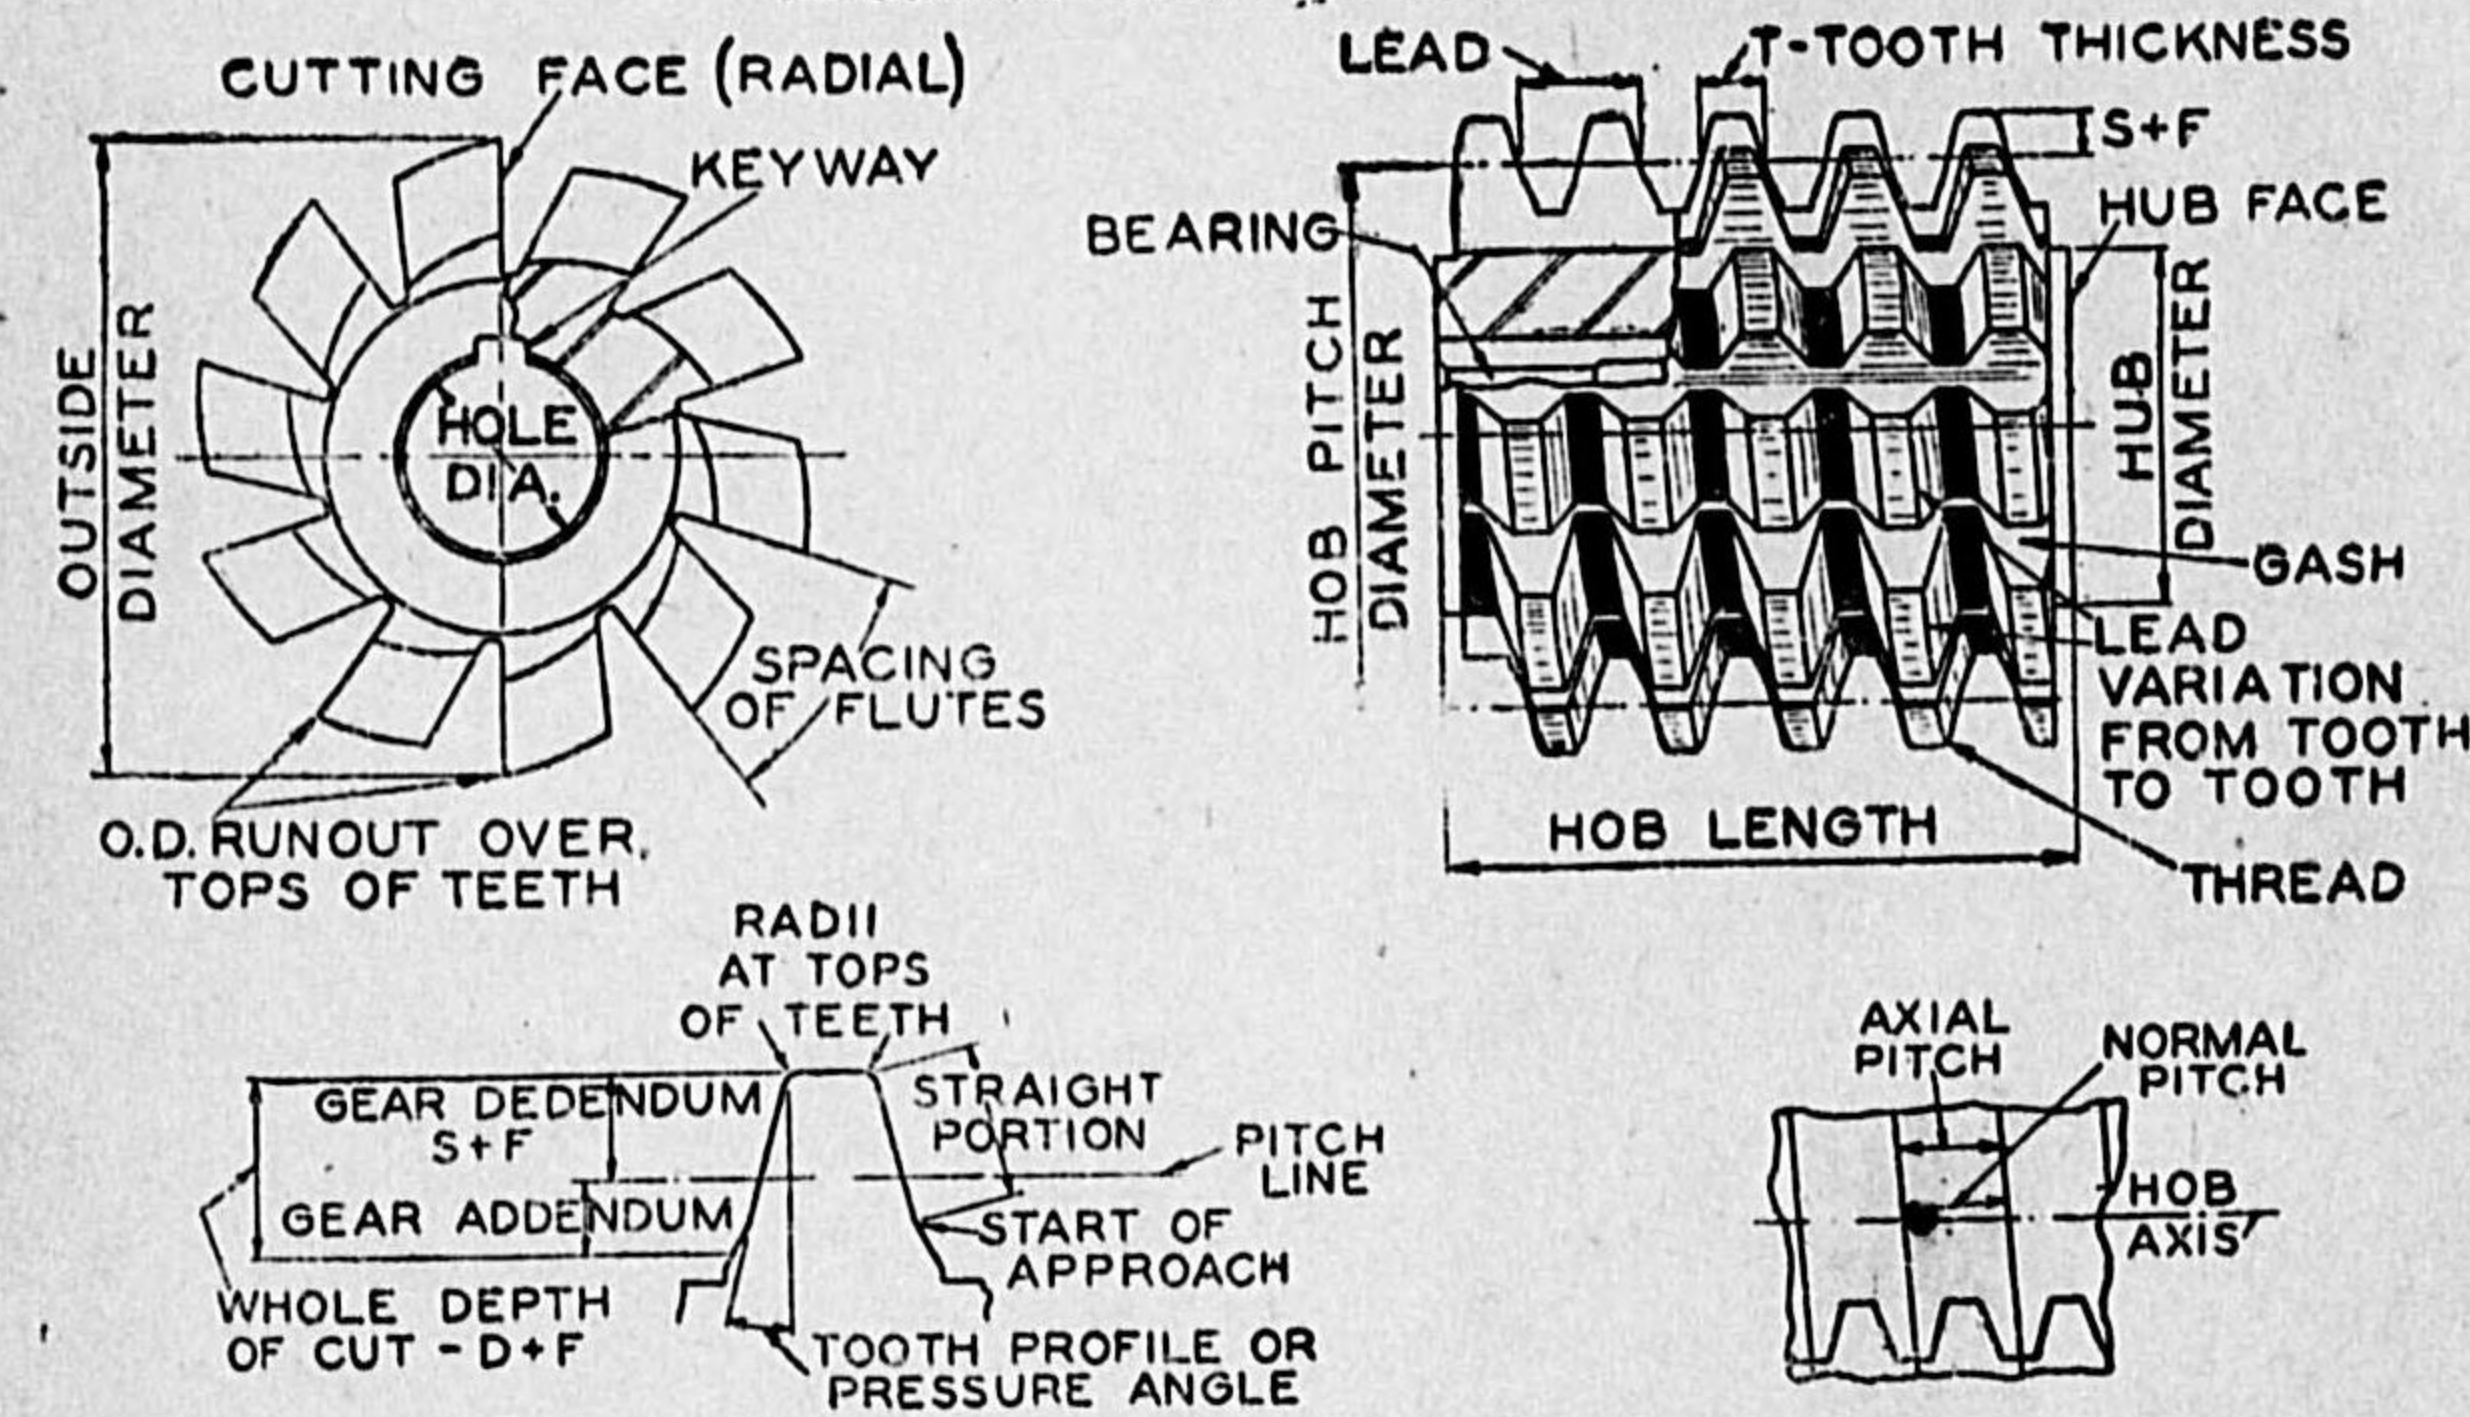 CUTTING FACE (RADIAL)
KEYWAY
OUTSIDE
DIAMETER
HOLE
DIA.
SPACING
OF FLUTES
O.D. RUNOUT OVER
TOPS OF TEETH
LEAD
T-TOOTH THICKNESS
S+F
HUB FACE
BEARING
HOB PITCH
DIAMETER
HUB
DIAMETER
GASH
LEAD
VARIATION
FROM TOOTH
TO TOOTH
HOB LENGTH
THREAD
RADII
AT TOPS
OF TEETH
GEAR DEDENDUM
S+F
STRAIGHT
PORTION
PITCH
LINE
GEAR ADDENDUM
START OF
APPROACH
WHOLE DEPTH
OF CUT - D+F
TOOTH PROFILE OR
PRESSURE ANGLE
AXIAL
PITCH
NORMAL
PITCH
HOB
AXIS